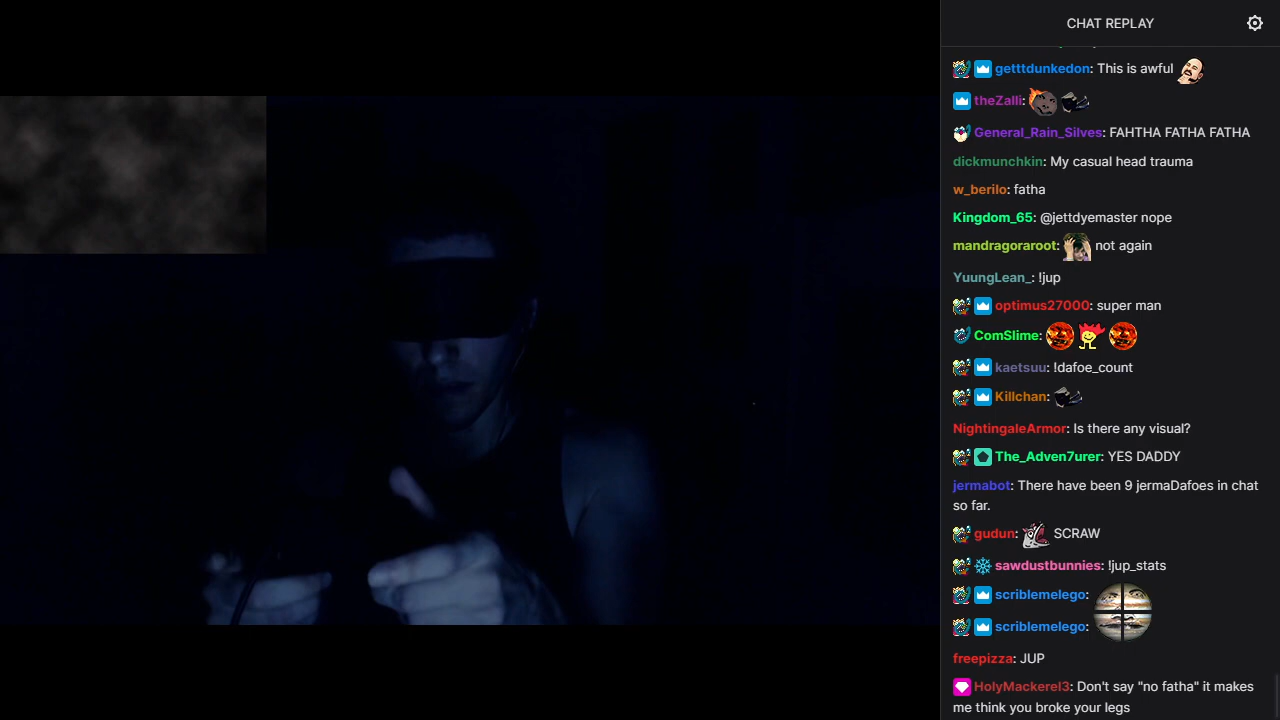 CHAT REPLAY
getttdunkedon: This is awful
theZalli:
General_Rain_Silves: FAHTHA FATHA FATHA
dickmunchkin: My casual head trauma
w_berilo: fatha
Kingdom_65: @jettdyemaster nope
mandragoraroot: not again
YuungLean_: !jup
optimus27000: super man
ComSlime:
kaetsuu: !dafoe_count
Killchan:
NightingaleArmor: Is there any visual?
The_Adven7urer: YES DADDY
jermabot: There have been 9 jermaDafoes in chat
so far.
gudun: SCRAW
sawdustbunnies: !jup_stats
scriblemelego:
scriblemelego:
freepizza: JUP
HolyMackerel3: Don't say "no fatha" it makes
me think you broke your legs